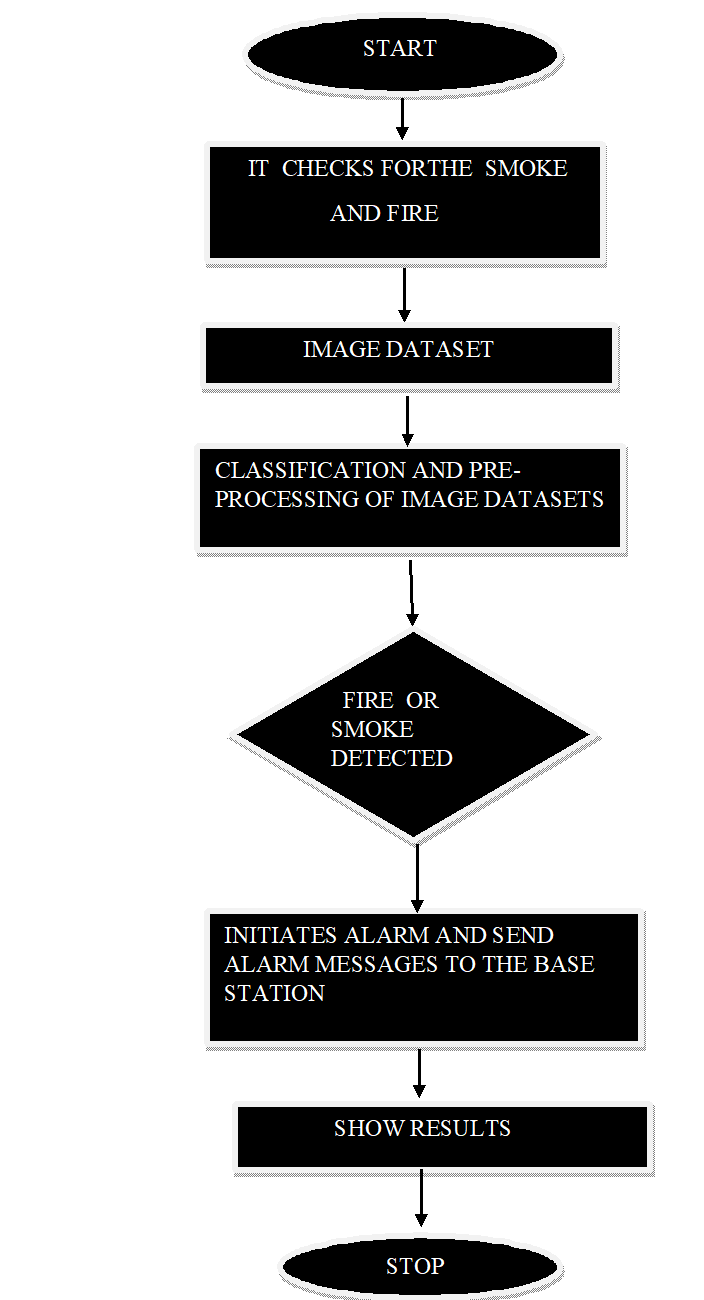 START
IT CHECKS FORTHE SMOKE
AND FIRE
IMAGE DATASET
CLASSIFICATION AND PRE-
PROCESSING OF IMAGE DATASETS
FIRE OR
SMOKE
DETECTED
INITIATES ALARM AND SEND
ALARM MESSAGES TO THE BASE
STATION
SHOW RESULTS
STOP